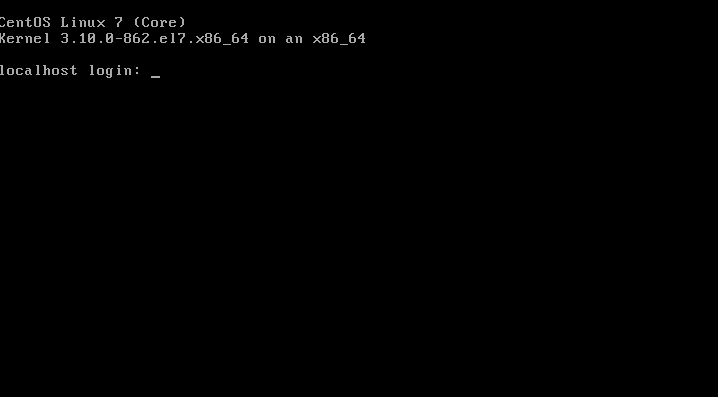 CentOS Linux 7 (Core)
Kernel 3.10.0-862.el7.x86_64 on an x86_64
localhost login: _